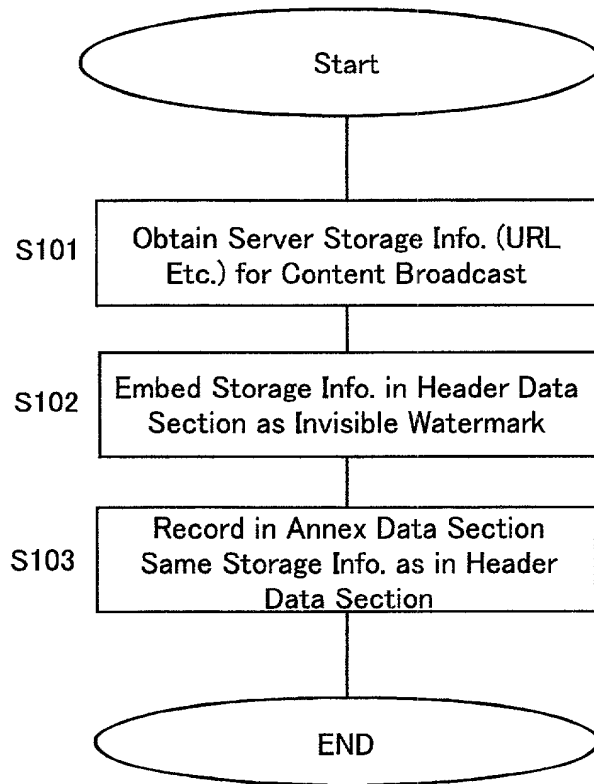 Start
S101
Obtain Server Storage Info. (URL
Etc.) for Content Broadcast
S102
Embed Storage Info. in Header Data
Section as Invisible Watermark
S103
Record in Annex Data Section
Same Storage Info. as in Header
Data Section
END